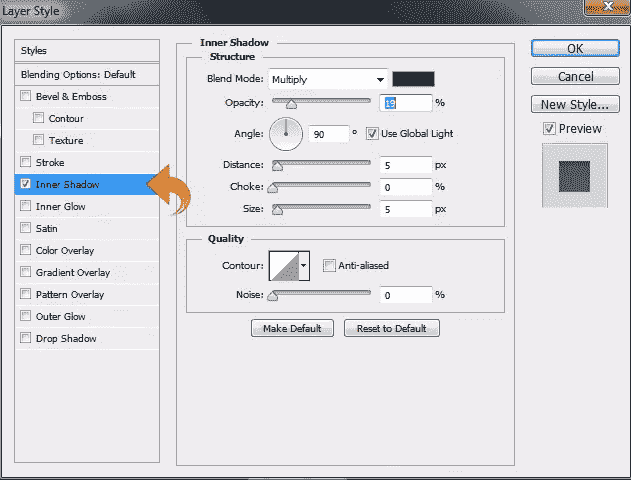 Layer Style
Styles
Blending Options: Default
Bevel & Emboss
Contour
Texture
Stroke
Inner Shadow
Inner Glow
Satin
Color Overlay
Gradient Overlay
Pattern Overlay
Outer Glow
Drop Shadow
Inner Shadow
Structure
Blend Mode: Multiply
Opacity: 19 %
Angle: 90 ° Use Global Light
Distance: 5 px
Choke: 0 %
Size: 5 px
Quality
Contour: Anti-aliased
Noise: 0 %
Make Default Reset to Default
OK
Cancel
New Style...
Preview